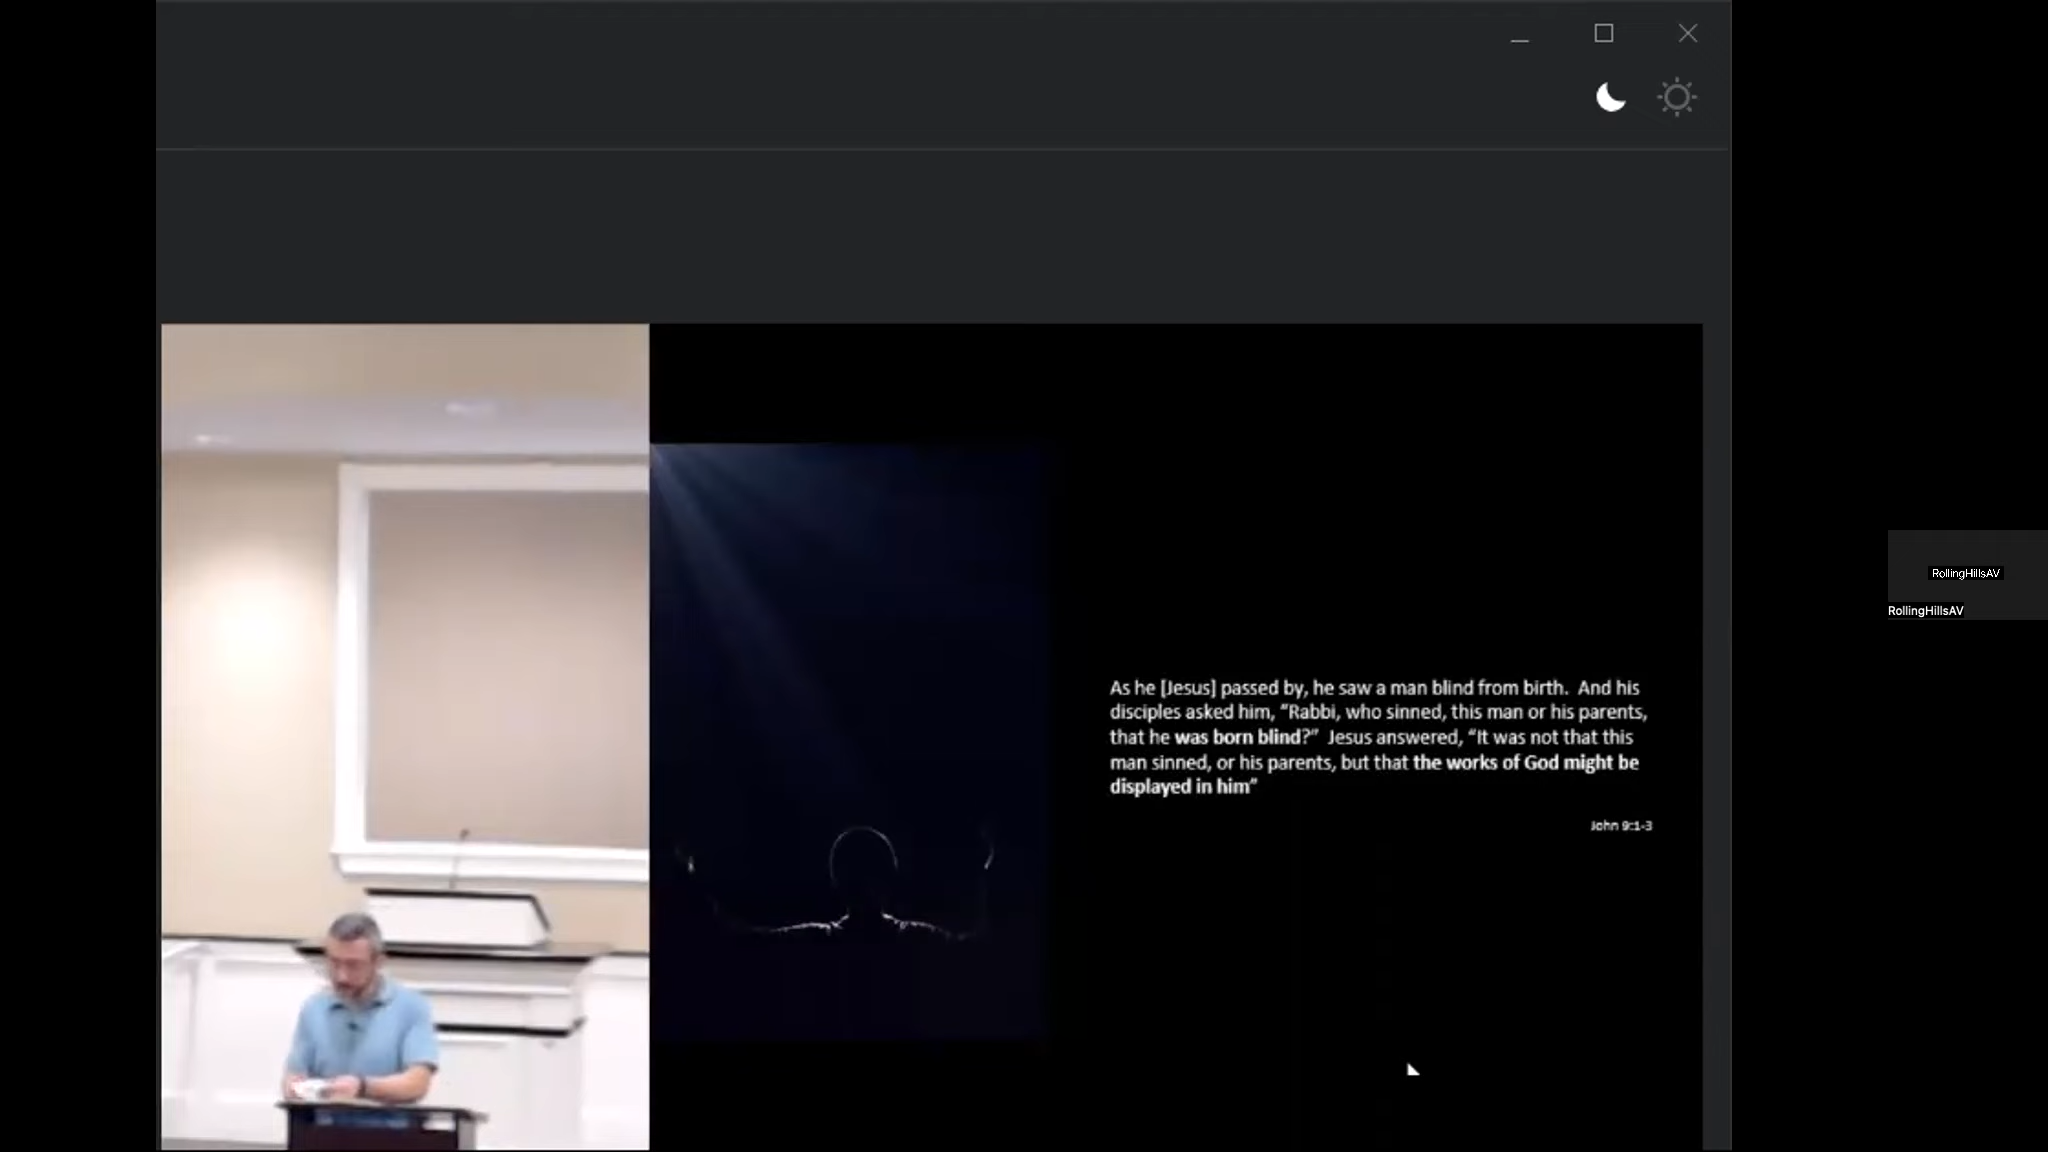 As he [Jesus] passed by, he saw a man blind from birth.  And his
disciples asked him, “Rabbi, who sinned, this man or his parents,
that he was born blind?”  Jesus answered, “It was not that this
man sinned, or his parents, but that the works of God might be
displayed in him”
John 9:1-3
RollingHillsAV
RollingHillsAV